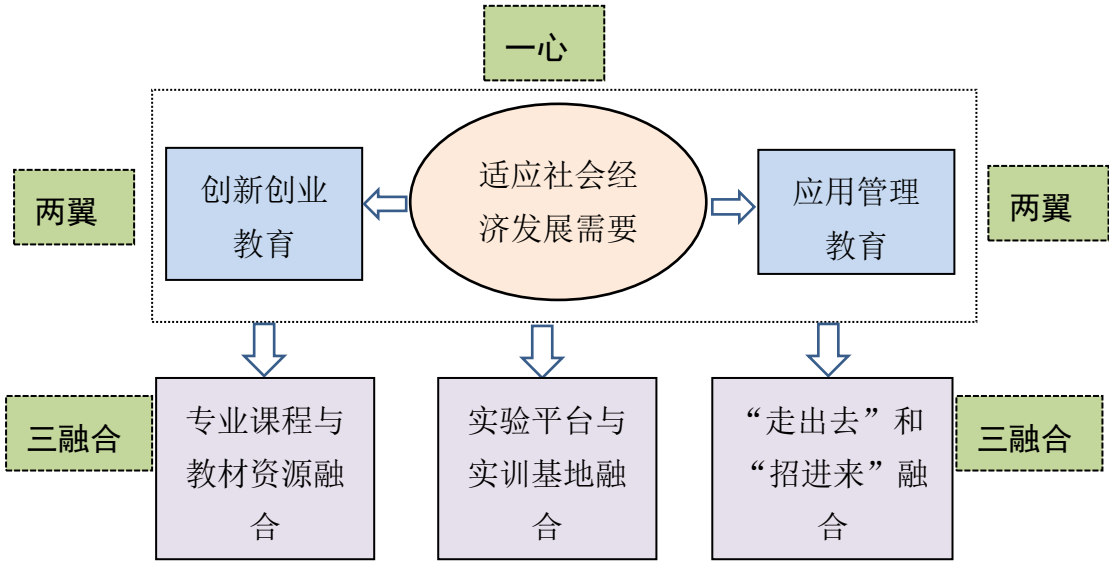 一心
两翼
创新创业
教育
适应社会经
济发展需要
应用管理
教育
两翼
三融合
专业课程与
教材资源融
合
实验平台与
实训基地融
合
“走出去”和
“招进来”融
合
三融合